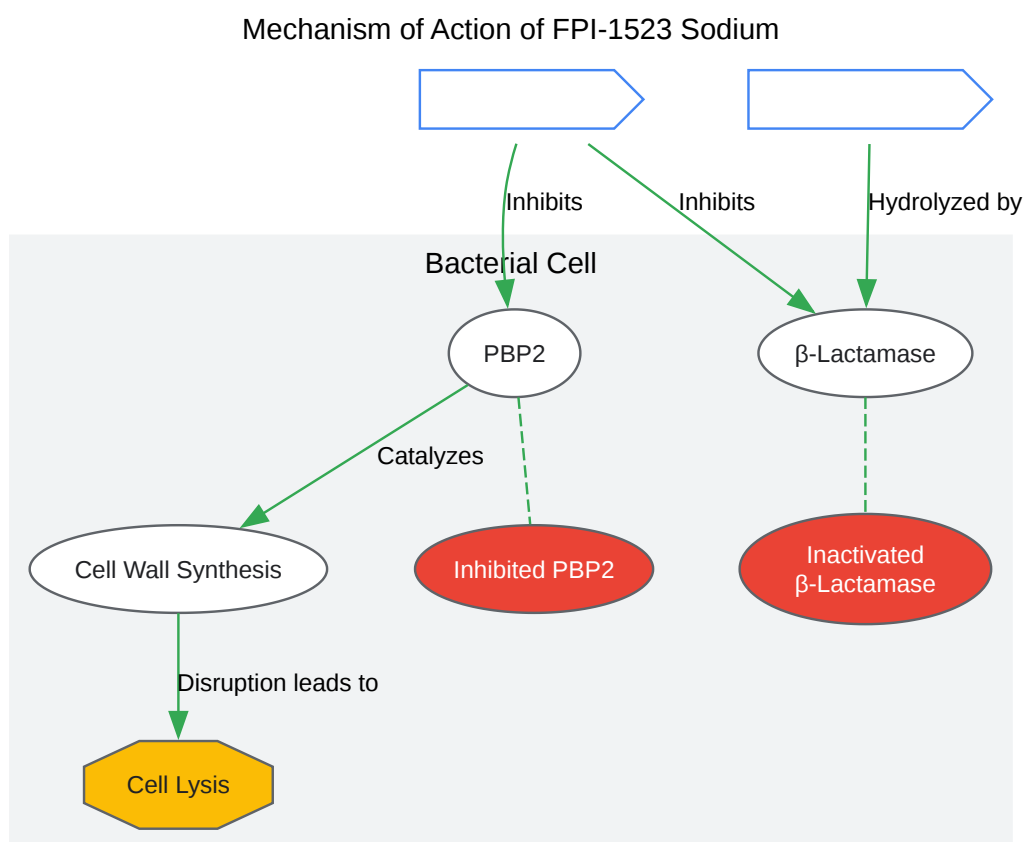 Mechanism of Action of FPI-1523 Sodium
Inhibits
Inhibits
Hydrolyzed by
Bacterial Cell
PBP2
β-Lactamase
Catalyzes
Cell Wall Synthesis
Inhibited PBP2
Inactivated
β-Lactamase
Disruption leads to
Cell Lysis